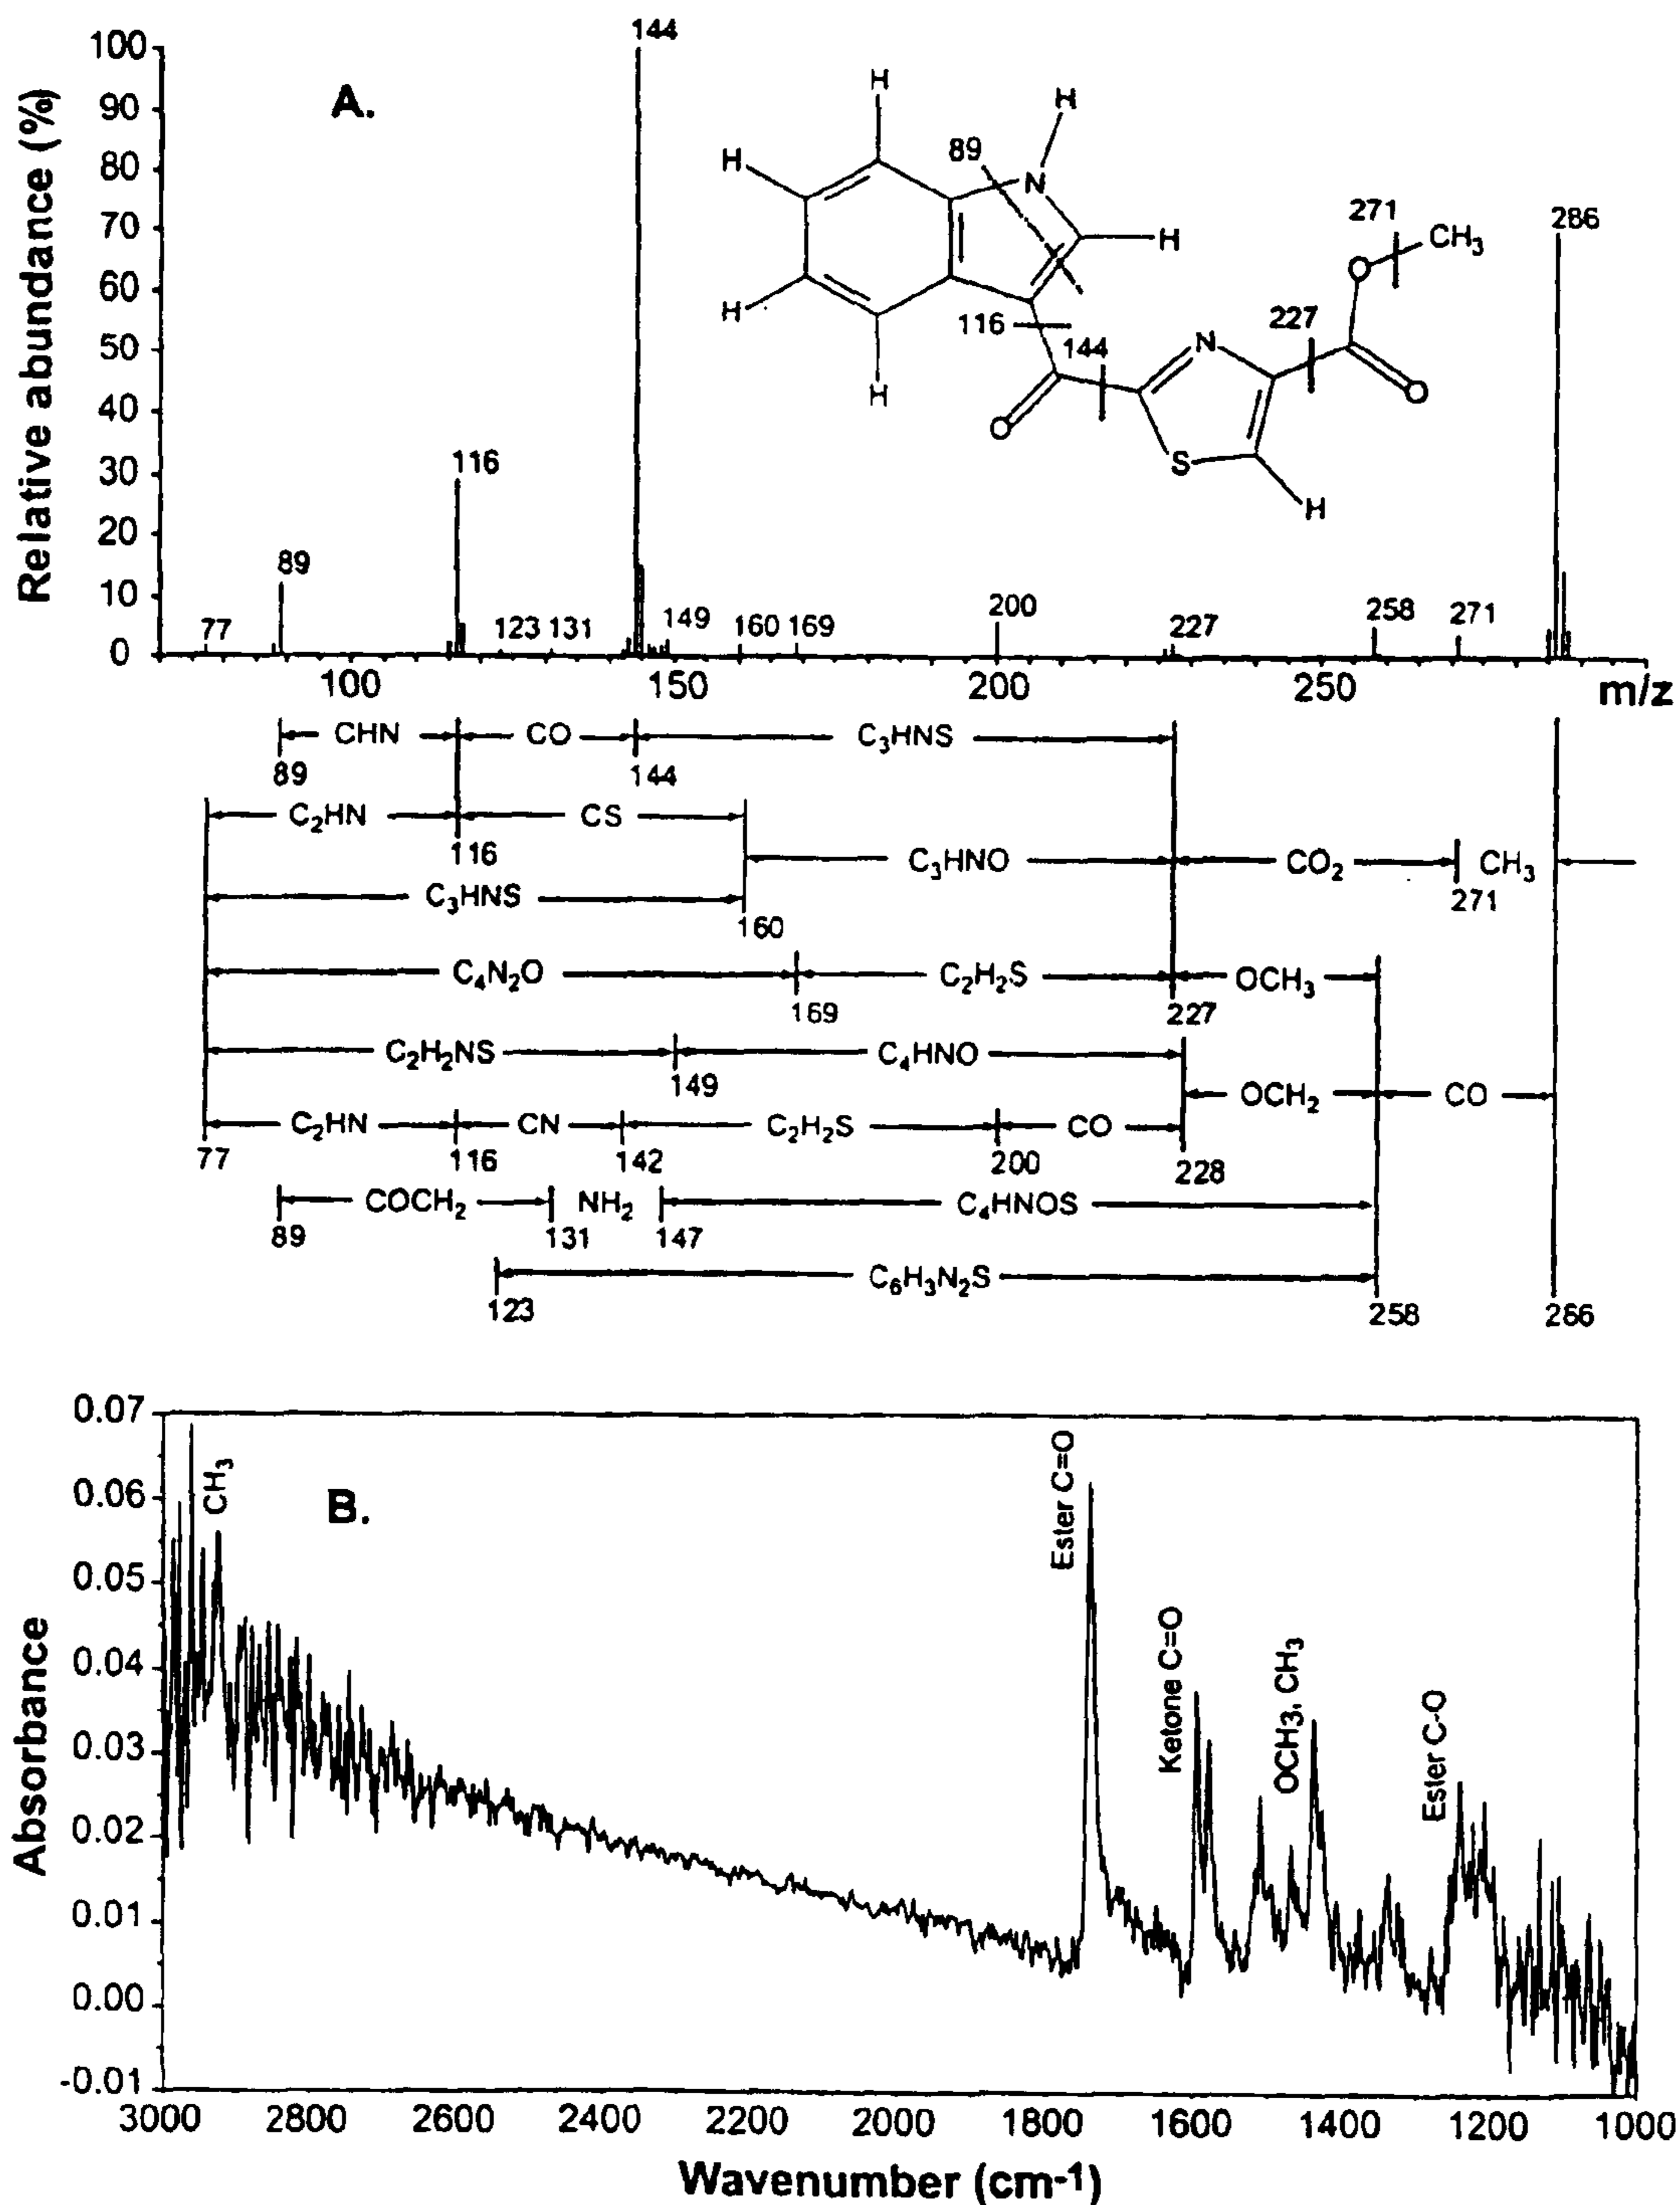 A.
Relative abundance (%)
100
90
80
70
60
50
40
30
20
10
0
144
286
116
89
77
123 131
149
160 169
200
227
258
271
H
H
H
H
H
H
H
N
N
S
O
O
O
CH3
89
116
144
227
271
100 150 200 250 m/z
CHN CO C3HNS
89 144
C2HN CS
116
C3HNO CO2 CH3
271
C3HNS
160
C4N2O C2H2S OCH3
169 227
C2H2NS C4HNO
149
OCH2 CO
C2HN CN C2H2S CO
77 116 142 200 228
COCH2 NH2 C4HNOS
89 131 147
C6H3N2S
123 258 286
B.
Absorbance
0.07
0.06
0.05
0.04
0.03
0.02
0.01
0.00
-0.01
CH3
Ester C=O
Ketone C=O
OCH3, CH3
Ester C-O
3000 2800 2600 2400 2200 2000 1800 1600 1400 1200 1000
Wavenumber (cm-1)